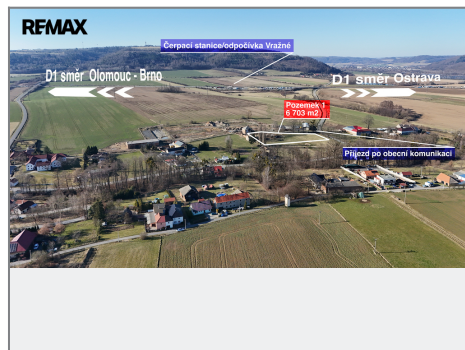 RE/MAX
Čerpací stanice/odpočívka Vražné
D1 směr Olomouc - Brno
D1 směr Ostrava
Pozemek 1
6 703 m2)
Příjezd po obecní komunikaci